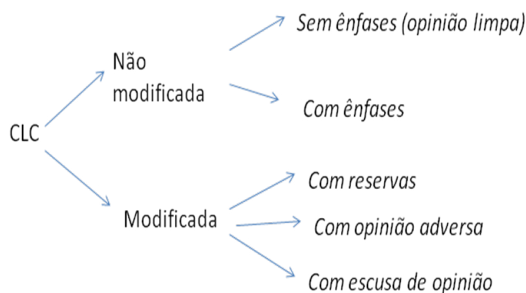 Sem ênfases (opinião limpa)
Não
modificada
Com ênfases
CLC
Com reservas
Modificada
Com opinião adversa
Com escusa de opinião